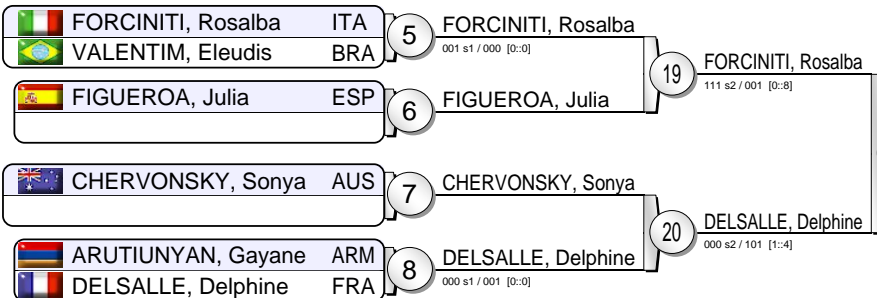 FORCINITI, Rosalba ITA
VALENTIM, Eleudis BRA
5
FORCINITI, Rosalba
001 s1 / 000 [0::0]
FIGUEROA, Julia ESP
6
FIGUEROA, Julia
19
FORCINITI, Rosalba
111 s2 / 001 [0::8]
CHERVONSKY, Sonya AUS
7
CHERVONSKY, Sonya
ARUTIUNYAN, Gayane ARM
DELSALLE, Delphine FRA
8
DELSALLE, Delphine
000 s1 / 001 [0::0]
20
DELSALLE, Delphine
000 s2 / 101 [1::4]